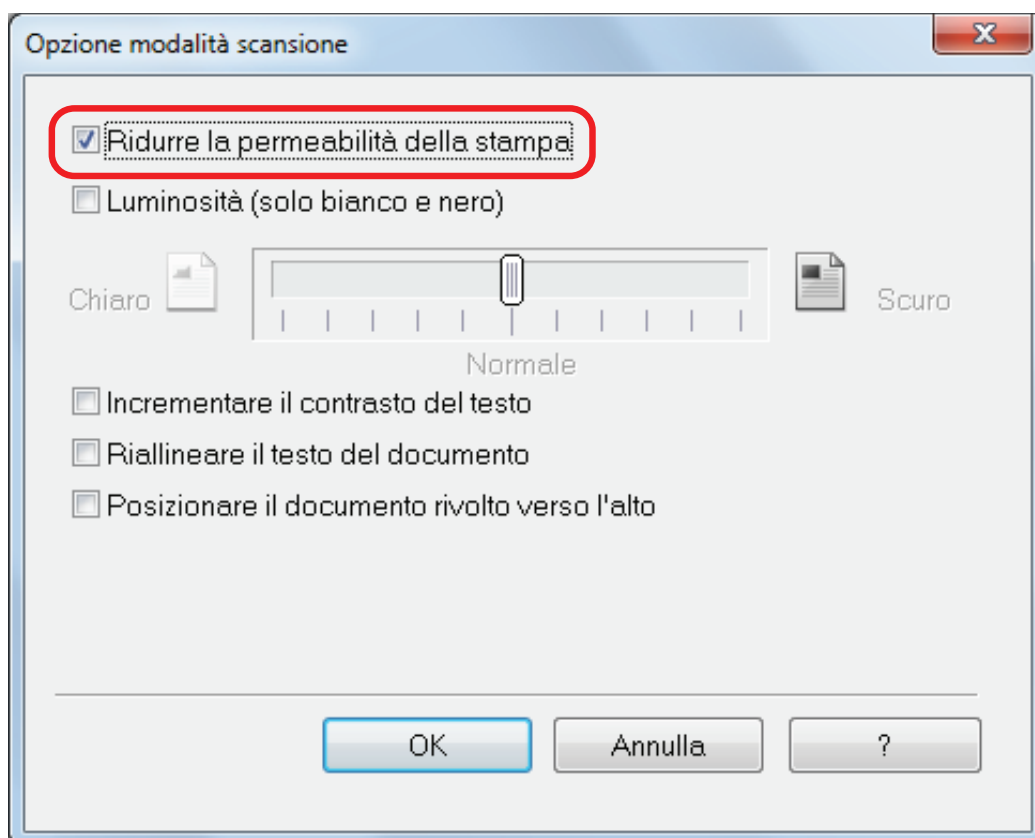 Opzione modalità scansione
Ridurre la permeabilità della stampa
Luminosità (solo bianco e nero)
Chiaro
Scuro
Normale
Incrementare il contrasto del testo
Riallineare il testo del documento
Posizionare il documento rivolto verso l'alto
OK
Annulla
?